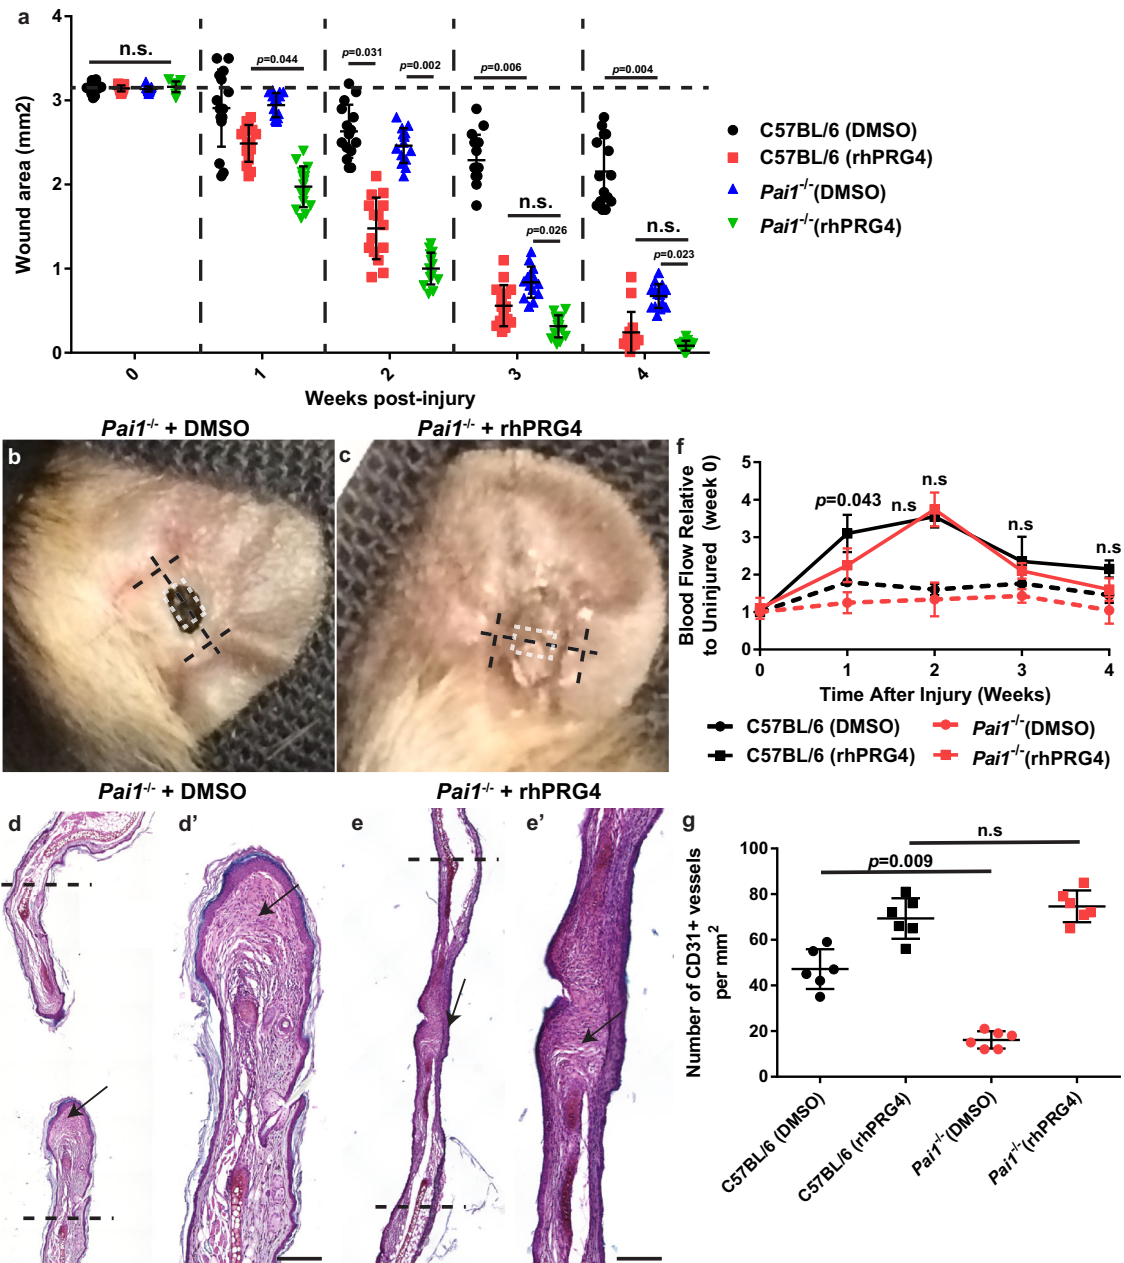 a
4
3
2
1
0
Wound area (mm2)
n.s.
p=0.044
p=0.031
p=0.002
p=0.006
n.s.
p=0.026
p=0.004
n.s.
p=0.023
0 1 2 3 4
Weeks post-injury
C57BL/6 (DMSO)
C57BL/6 (rhPRG4)
Pai1-/-(DMSO)
Pai1-/-(rhPRG4)
Pai1-/- + DMSO
Pai1-/- + rhPRG4
b
c
f
5
4
3
2
1
0
Blood Flow Relative
to Uninjured (week 0)
p=0.043
n.s
n.s
n.s
n.s
0 1 2 3 4
Time After Injury (Weeks)
C57BL/6 (DMSO)
C57BL/6 (rhPRG4)
Pai1-/-(DMSO)
Pai1-/-(rhPRG4)
Pai1-/- + DMSO
Pai1-/- + rhPRG4
d
d’
e
e’
g
100
80
60
40
20
0
Number of CD31+ vessels
per mm2
p=0.009
n.s
C57BL/6 (DMSO)
C57BL/6 (rhPRG4)
Pai1-/-(DMSO)
Pai1-/-(rhPRG4)